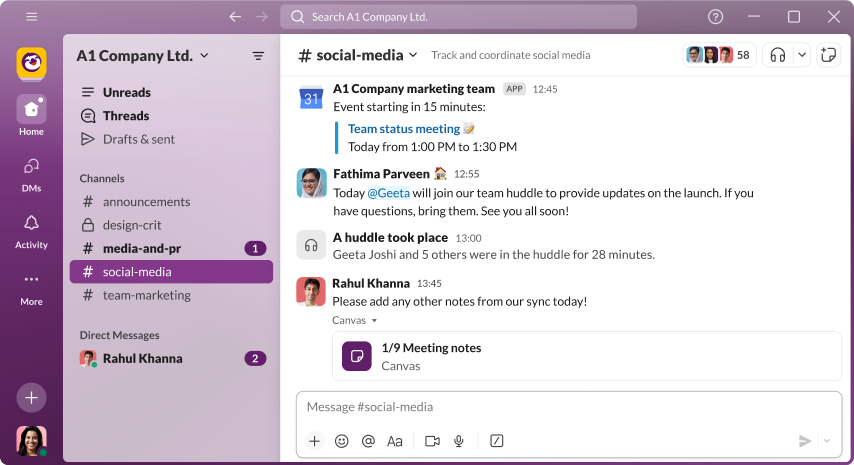 Search A1 Company Ltd.
Home
DMs
Activity
More
A1 Company Ltd.
Unreads
Threads
Drafts & sent
Channels
# announcements
design-crit
# media-and-pr 1
# social-media
# team-marketing
Direct Messages
Rahul Khanna 2
# social-media
Track and coordinate social media
58
A1 Company marketing team APP 12:45
31
Event starting in 15 minutes:
Team status meeting
Today from 1:00 PM to 1:30 PM
Fathima Parveen 12:55
Today @Geeta will join our team huddle to provide updates on the launch. If you
have questions, bring them. See you all soon!
A huddle took place 13:00
Geeta Joshi and 5 others were in the huddle for 28 minutes.
Rahul Khanna 13:45
Please add any other notes from our sync today!
Canvas
1/9 Meeting notes
Canvas
Message #social-media
Aa